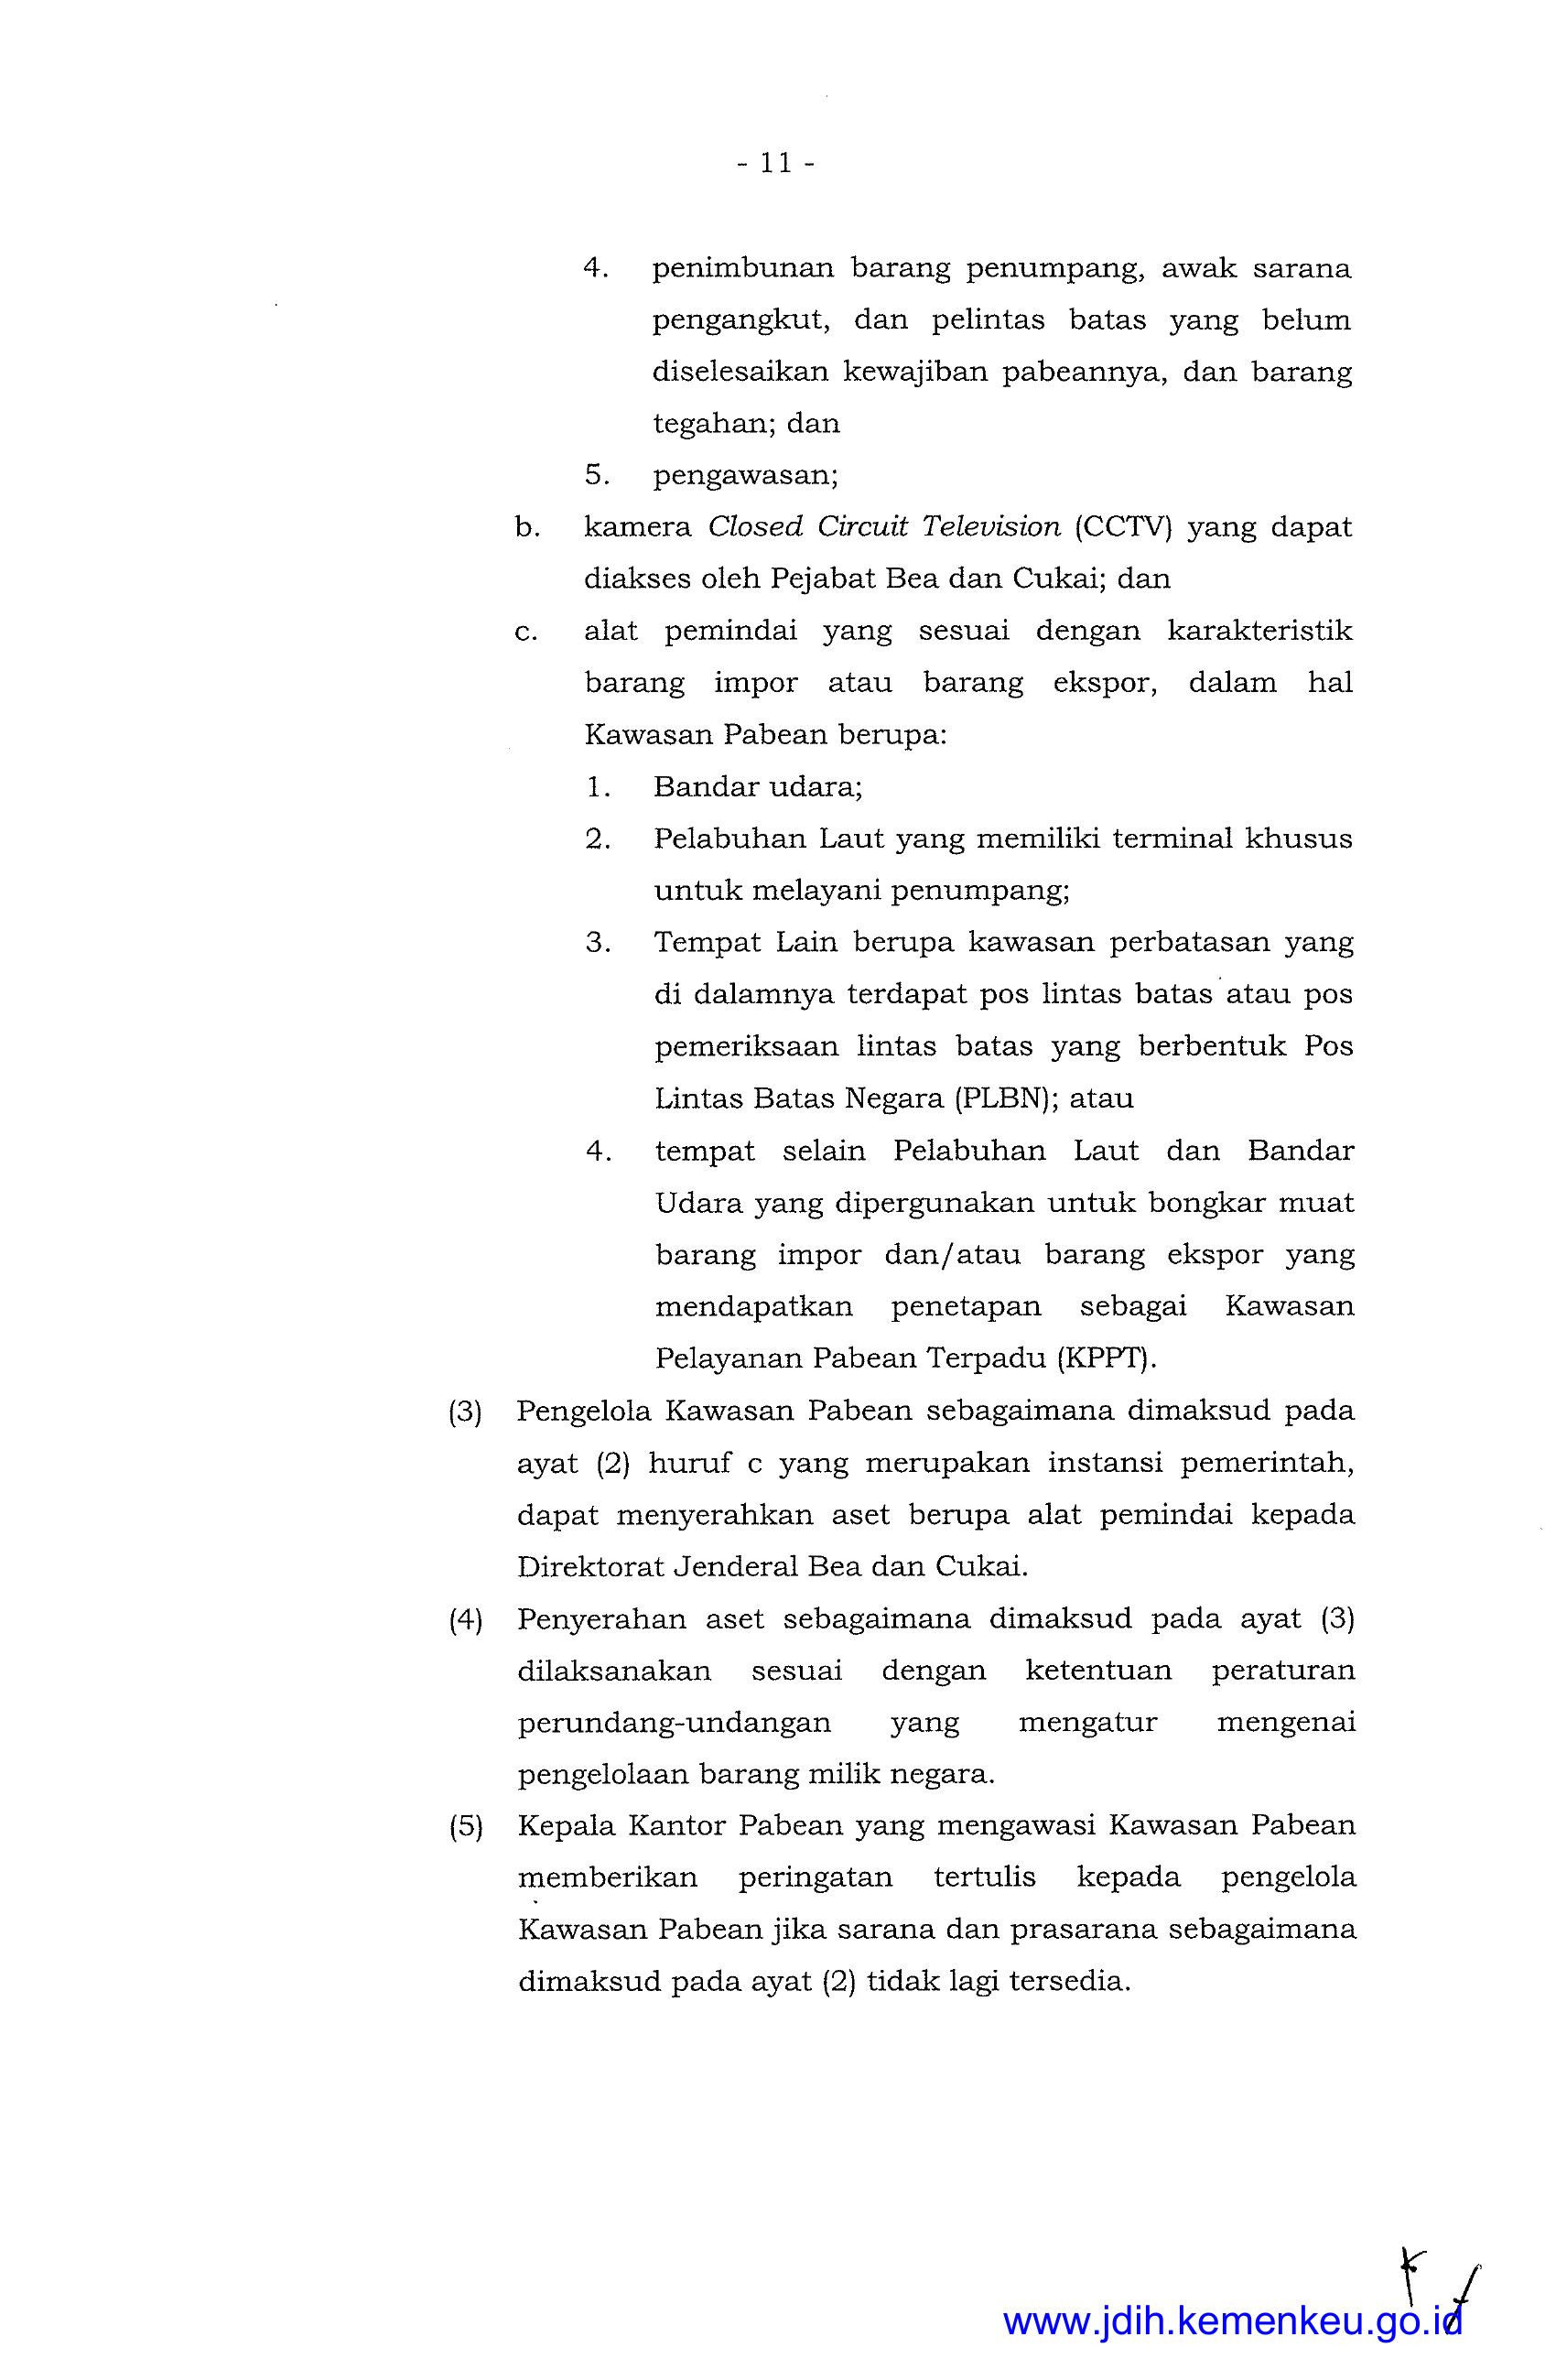 - 11 -
4. penimbunan barang penumpang, awak sarana
pengangkut, dan pelintas batas yang belum
diselesaikan kewajiban pabeannya, dan barang
tegahan; dan
5. pengawasan;
b. kamera Closed Circuit Television (CCTV) yang dapat
diakses oleh Pejabat Bea dan Cukai; dan
c. alat pemindai yang sesuai dengan karakteristik
barang impor atau barang ekspor, dalam hal
Kawasan Pabean berupa:
1. Bandar udara;
2. Pelabuhan Laut yang memiliki terminal khusus
untuk melayani penumpang;
3. Tempat Lain berupa kawasan perbatasan yang
di dalamnya terdapat pos lintas batas atau pos
pemeriksaan lintas batas yang berbentuk Pos
Lintas Batas Negara (PLBN); atau
4. tempat selain Pelabuhan Laut dan Bandar
Udara yang dipergunakan untuk bongkar muat
barang impor dan/atau barang ekspor yang
mendapatkan penetapan sebagai Kawasan
Pelayanan Pabean Terpadu (KPPT).
(3) Pengelola Kawasan Pabean sebagaimana dimaksud pada
ayat (2) huruf c yang merupakan instansi pemerintah,
dapat menyerahkan aset berupa alat pemindai kepada
Direktorat Jenderal Bea dan Cukai.
(4) Penyerahan aset sebagaimana dimaksud pada ayat (3)
dilaksanakan sesuai dengan ketentuan peraturan
perundang-undangan yang mengatur mengenai
pengelolaan barang milik negara.
(5) Kepala Kantor Pabean yang mengawasi Kawasan Pabean
memberikan peringatan tertulis kepada pengelola
Kawasan Pabean jika sarana dan prasarana sebagaimana
dimaksud pada ayat (2) tidak lagi tersedia.
www.jdih.kemenkeu.go.id